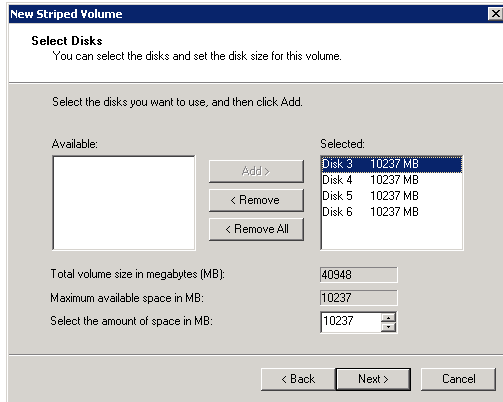 New Striped Volume
Select Disks
You can select the disks and set the disk size for this volume.
Select the disks you want to use, and then click Add.
Available:
Selected:
Add >
< Remove
< Remove All
Disk 3 10237 MB
Disk 4 10237 MB
Disk 5 10237 MB
Disk 6 10237 MB
Total volume size in megabytes (MB): 40948
Maximum available space in MB: 10237
Select the amount of space in MB: 10237
< Back Next > Cancel